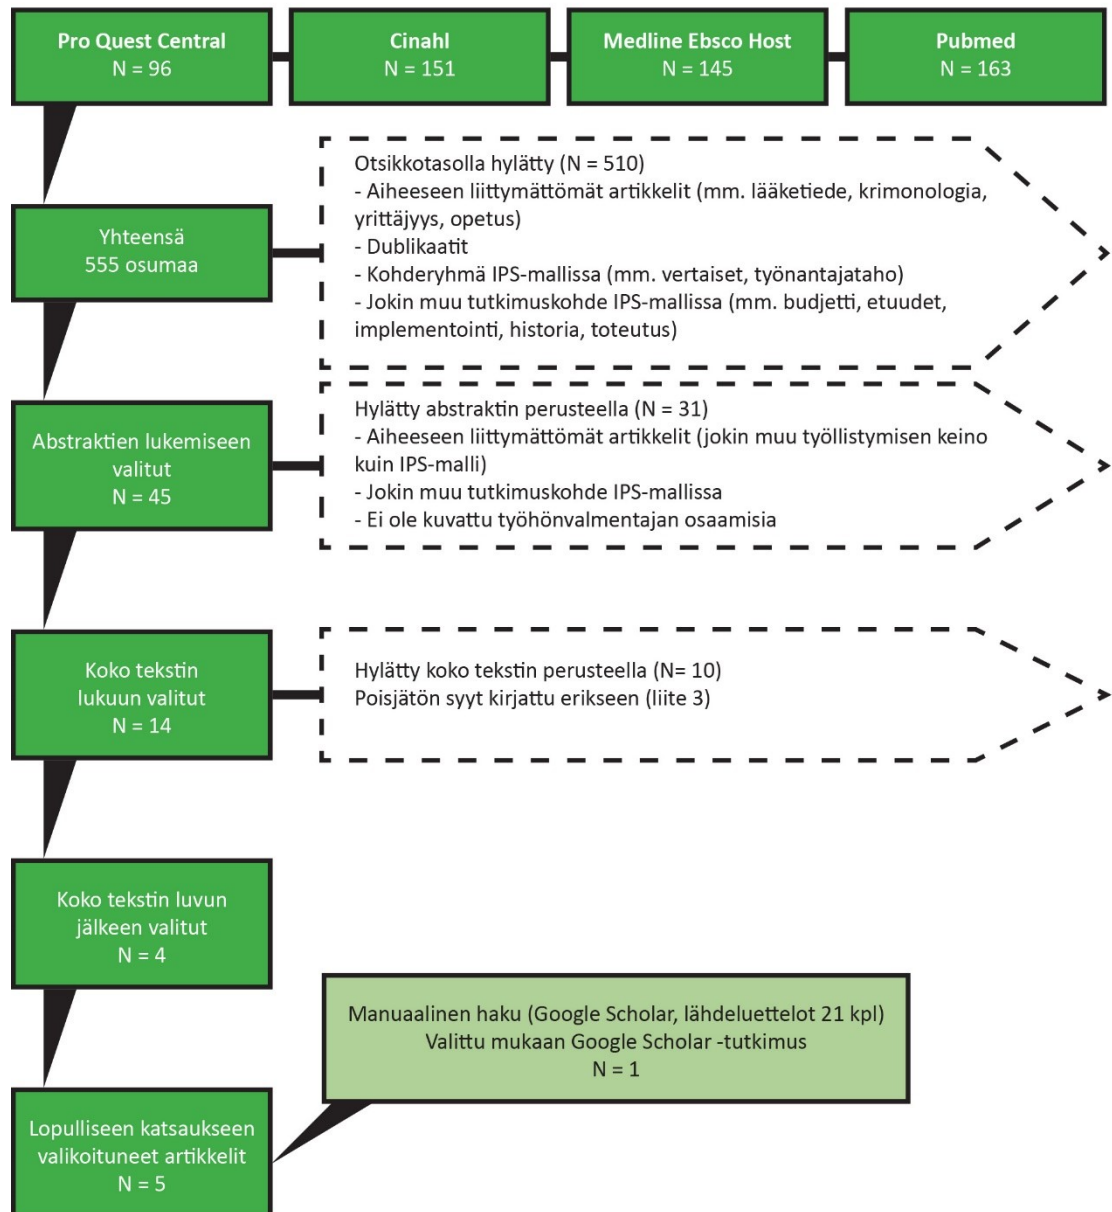 Pro Quest Central
N = 96
Cinahl
N = 151
Medline Ebsco Host
N = 145
Pubmed
N = 163
Yhteensä
555 osumaa
Otsikkotasolla hylätty (N = 510)
- Aiheeseen liittymättömät artikkelit (mm. lääketiede, krimonologia,
yrittäjyys, opetus)
- Dublikaatit
- Kohderyhmä IPS-mallissa (mm. vertaiset, työnantajataho)
- Jokin muu tutkimuskohde IPS-mallissa (mm. budjetti, etuudet,
implementointi, historia, toteutus)
Abstraktien lukemiseen
valitut
N = 45
Hylätty abstraktin perusteella (N = 31)
- Aiheeseen liittymättömät artikkelit (jokin muu työllistymisen keino
kuin IPS-malli)
- Jokin muu tutkimuskohde IPS-mallissa
- Ei ole kuvattu työhönvalmentajan osaamisia
Koko tekstin
lukuun valitut
N = 14
Hylätty koko tekstin perusteella (N= 10)
Poisjätön syyt kirjattu erikseen (liite 3)
Koko tekstin luvun
jälkeen valitut
N = 4
Manuaalinen haku (Google Scholar, lähdeluettelot 21 kpl)
Valittu mukaan Google Scholar -tutkimus
N = 1
Lopulliseen katsaukseen
valikoituneet artikkelit
N = 5